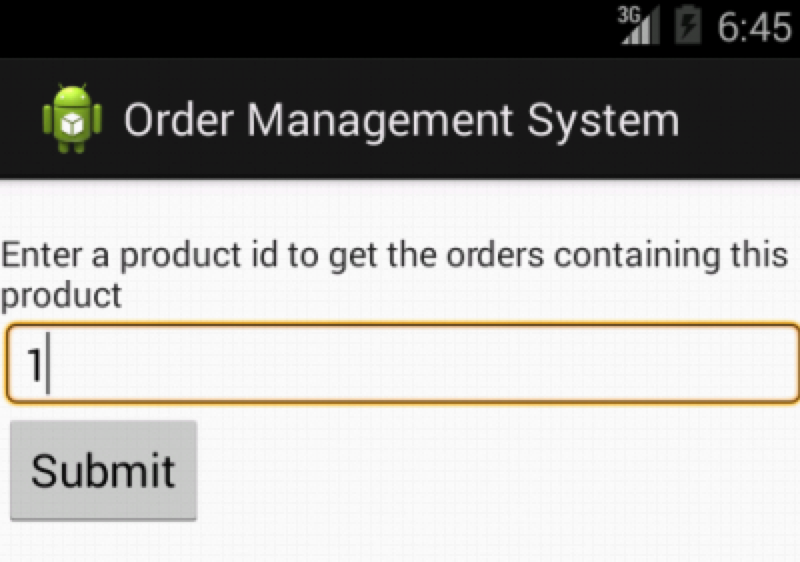 3G 6:45
Order Management System
Enter a product id to get the orders containing this
product
1
Submit